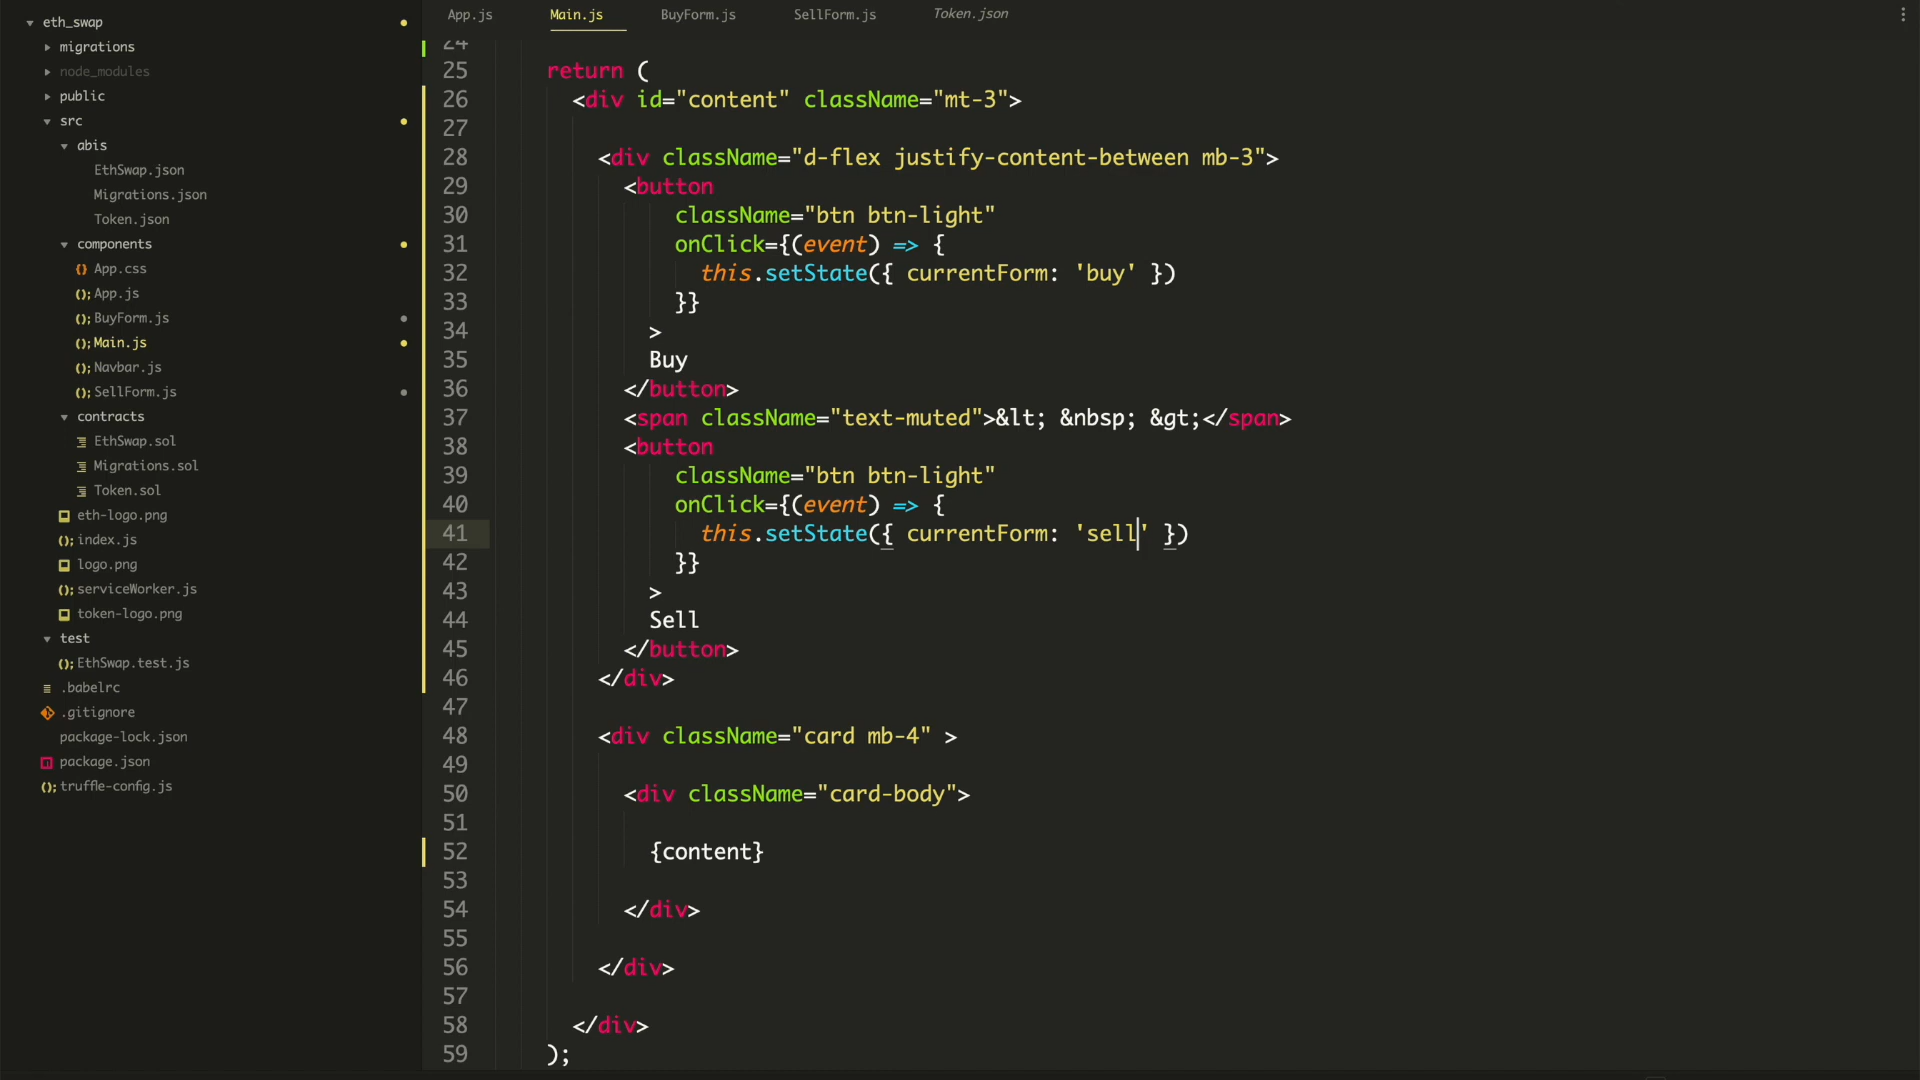 eth_swap
migrations
node_modules
public
src
abis
EthSwap.json
Migrations.json
Token.json
components
App.css
App.js
BuyForm.js
Main.js
Navbar.js
SellForm.js
contracts
EthSwap.sol
Migrations.sol
Token.sol
eth-logo.png
index.js
logo.png
serviceWorker.js
token-logo.png
test
EthSwap.test.js
.babelrc
.gitignore
package-lock.json
package.json
truffle-config.js
App.js Main.js BuyForm.js SellForm.js Token.json
24
25 return (
26 <div id="content" className="mt-3">
27
28 <div className="d-flex justify-content-between mb-3">
29 <button
30 className="btn btn-light"
31 onClick={(event) => {
32 this.setState({ currentForm: 'buy' })
33 }}
34 >
35 Buy
36 </button>
37 <span className="text-muted">&lt; &nbsp; &gt;</span>
38 <button
39 className="btn btn-light"
40 onClick={(event) => {
41 this.setState({ currentForm: 'sell' })
42 }}
43 >
44 Sell
45 </button>
46 </div>
47
48 <div className="card mb-4" >
49
50 <div className="card-body">
51
52 {content}
53
54 </div>
55
56 </div>
57
58 </div>
59 );